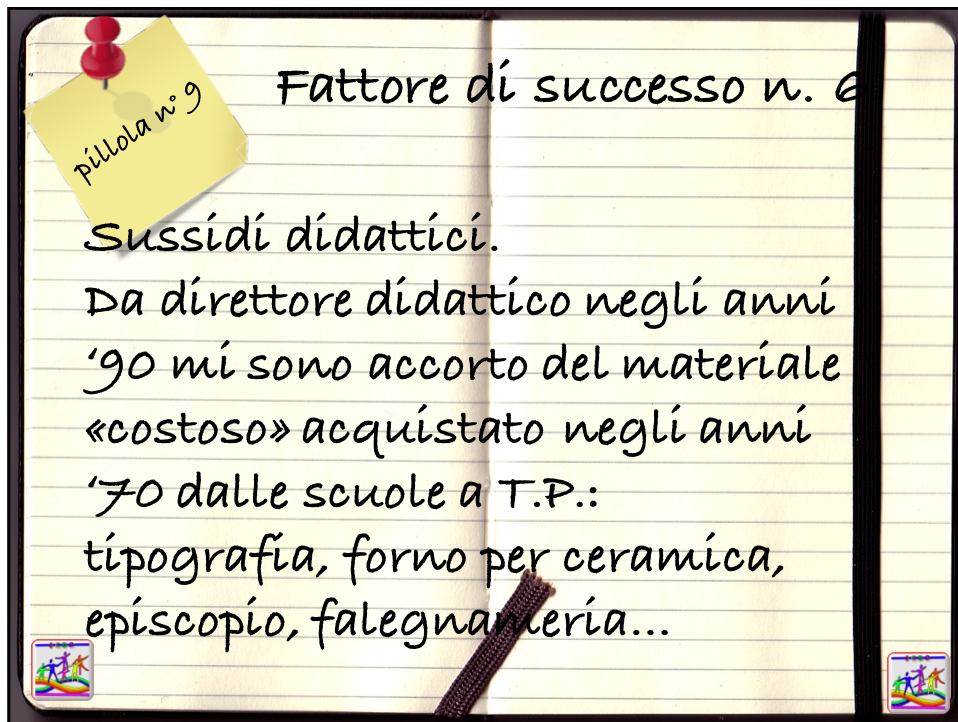 pillola n° 9
Fattore di successo n. 6
Sussidi didattici.
Da direttore didattico negli anni
‘90 mi sono accorto del materiale
«costoso» acquistato negli anni
‘70 dalle scuole a T.P.:
tipografia, forno per ceramica,
episcopio, falegnameria...